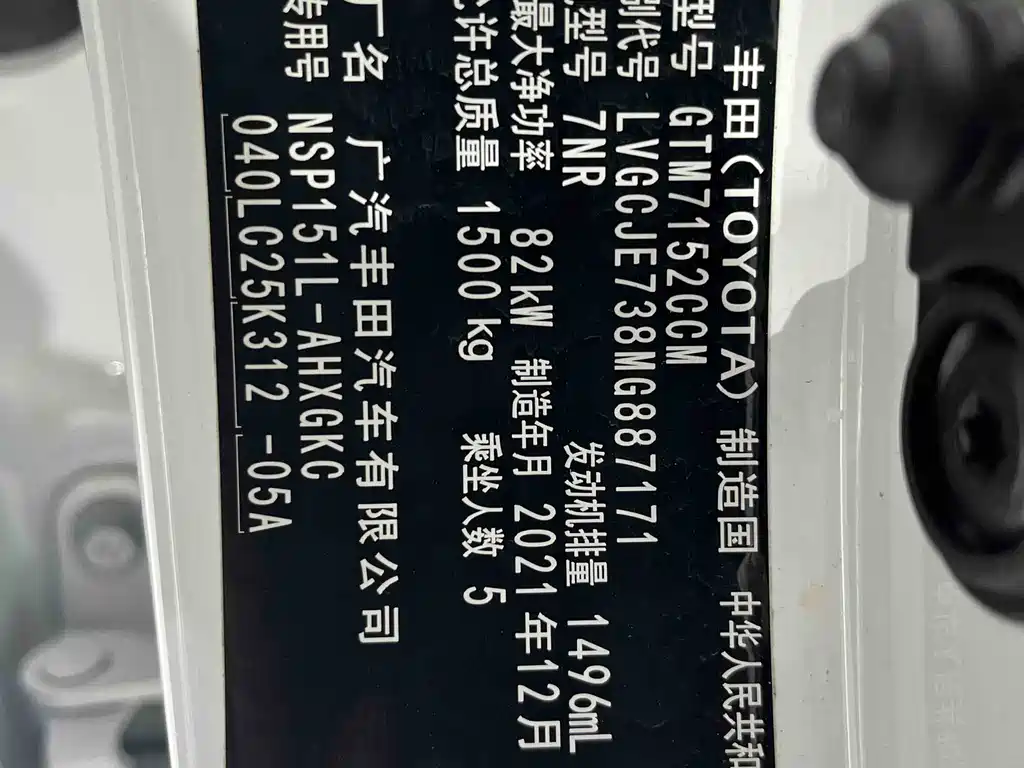 丰田(TOYOTA) 制造国 中华人民共和
型号 GTM7152CCM
别代号 LVGCJE738MG887171
型号 7NR 发动机排量 1496mL
最大净功率 82kW 制造年月 2021年12月
许总质量 1500kg 乘坐人数 5
厂名 广汽丰田汽车有限公司
专用号 NSP151L-AHXGKC
040LC25K312 -05A